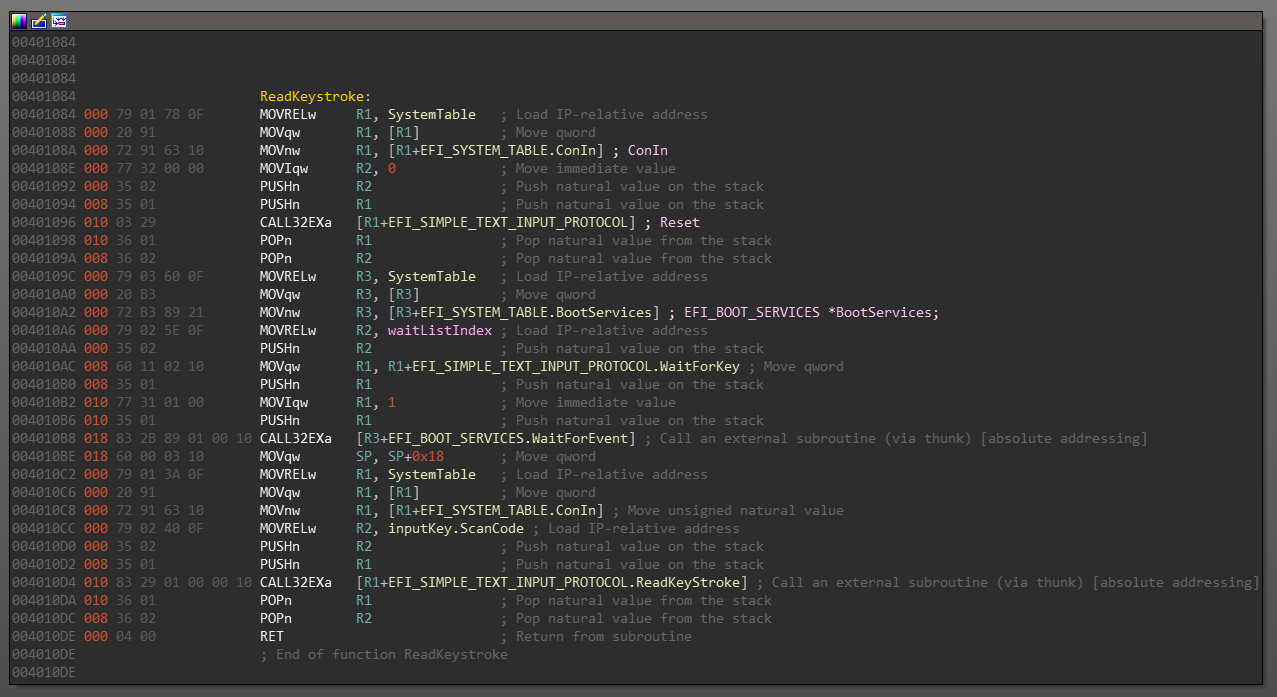 00401084
00401084
00401084
00401084 ReadKeystroke:
00401084 000 79 01 78 0F MOVRELw R1, SystemTable ; Load IP-relative address
00401088 000 20 91 MOVqw R1, [R1] ; Move qword
0040108A 000 72 91 63 10 MOVnw R1, [R1+EFI_SYSTEM_TABLE.ConIn] ; ConIn
0040108E 000 77 32 00 00 MOVIqw R2, 0 ; Move immediate value
00401092 000 35 02 PUSHn R2 ; Push natural value on the stack
00401094 008 35 01 PUSHn R1 ; Push natural value on the stack
00401096 010 03 29 CALL32EXa [R1+EFI_SIMPLE_TEXT_INPUT_PROTOCOL] ; Reset
00401098 010 36 01 POPn R1 ; Pop natural value from the stack
0040109A 008 36 02 POPn R2 ; Pop natural value from the stack
0040109C 000 79 03 60 0F MOVRELw R3, SystemTable ; Load IP-relative address
004010A0 000 20 B3 MOVqw R3, [R3] ; Move qword
004010A2 000 72 B3 89 21 MOVnw R3, [R3+EFI_SYSTEM_TABLE.BootServices] ; EFI_BOOT_SERVICES *BootServices;
004010A6 000 79 02 5E 0F MOVRELw R2, waitListIndex ; Load IP-relative address
004010AA 000 35 02 PUSHn R2 ; Push natural value on the stack
004010AC 008 60 11 02 10 MOVqw R1, R1+EFI_SIMPLE_TEXT_INPUT_PROTOCOL.WaitForKey ; Move qword
004010B0 008 35 01 PUSHn R1 ; Push natural value on the stack
004010B2 010 77 31 01 00 MOVIqw R1, 1 ; Move immediate value
004010B6 010 35 01 PUSHn R1 ; Push natural value on the stack
004010B8 018 83 2B 89 01 00 10 CALL32EXa [R3+EFI_BOOT_SERVICES.WaitForEvent] ; Call an external subroutine (via thunk) [absolute addressing]
004010BE 018 60 00 03 10 MOVqw SP, SP+0x18 ; Move qword
004010C2 000 79 01 3A 0F MOVRELw R1, SystemTable ; Load IP-relative address
004010C6 000 20 91 MOVqw R1, [R1] ; Move qword
004010C8 000 72 91 63 10 MOVnw R1, [R1+EFI_SYSTEM_TABLE.ConIn] ; Move unsigned natural value
004010CC 000 79 02 40 0F MOVRELw R2, inputKey.ScanCode ; Load IP-relative address
004010D0 000 35 02 PUSHn R2 ; Push natural value on the stack
004010D2 008 35 01 PUSHn R1 ; Push natural value on the stack
004010D4 010 83 29 01 00 00 10 CALL32EXa [R1+EFI_SIMPLE_TEXT_INPUT_PROTOCOL.ReadKeyStroke] ; Call an external subroutine (via thunk) [absolute addressing]
004010DA 010 36 01 POPn R1 ; Pop natural value from the stack
004010DC 008 36 02 POPn R2 ; Pop natural value from the stack
004010DE 000 04 00 RET ; Return from subroutine
004010DE ; End of function ReadKeystroke
004010DE